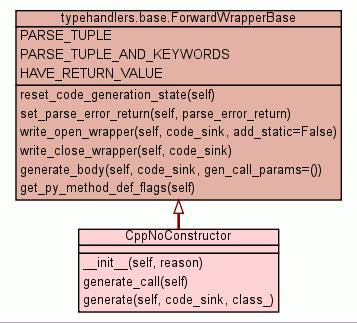 typehandlers.base.ForwardWrapperBase
PARSE_TUPLE
PARSE_TUPLE_AND_KEYWORDS
HAVE_RETURN_VALUE
reset_code_generation_state(self)
set_parse_error_return(self, parse_error_return)
write_open_wrapper(self, code_sink, add_static=False)
write_close_wrapper(self, code_sink)
generate_body(self, code_sink, gen_call_params=())
get_py_method_def_flags(self)
CppNoConstructor
__init__(self, reason)
generate_call(self)
generate(self, code_sink, class_)